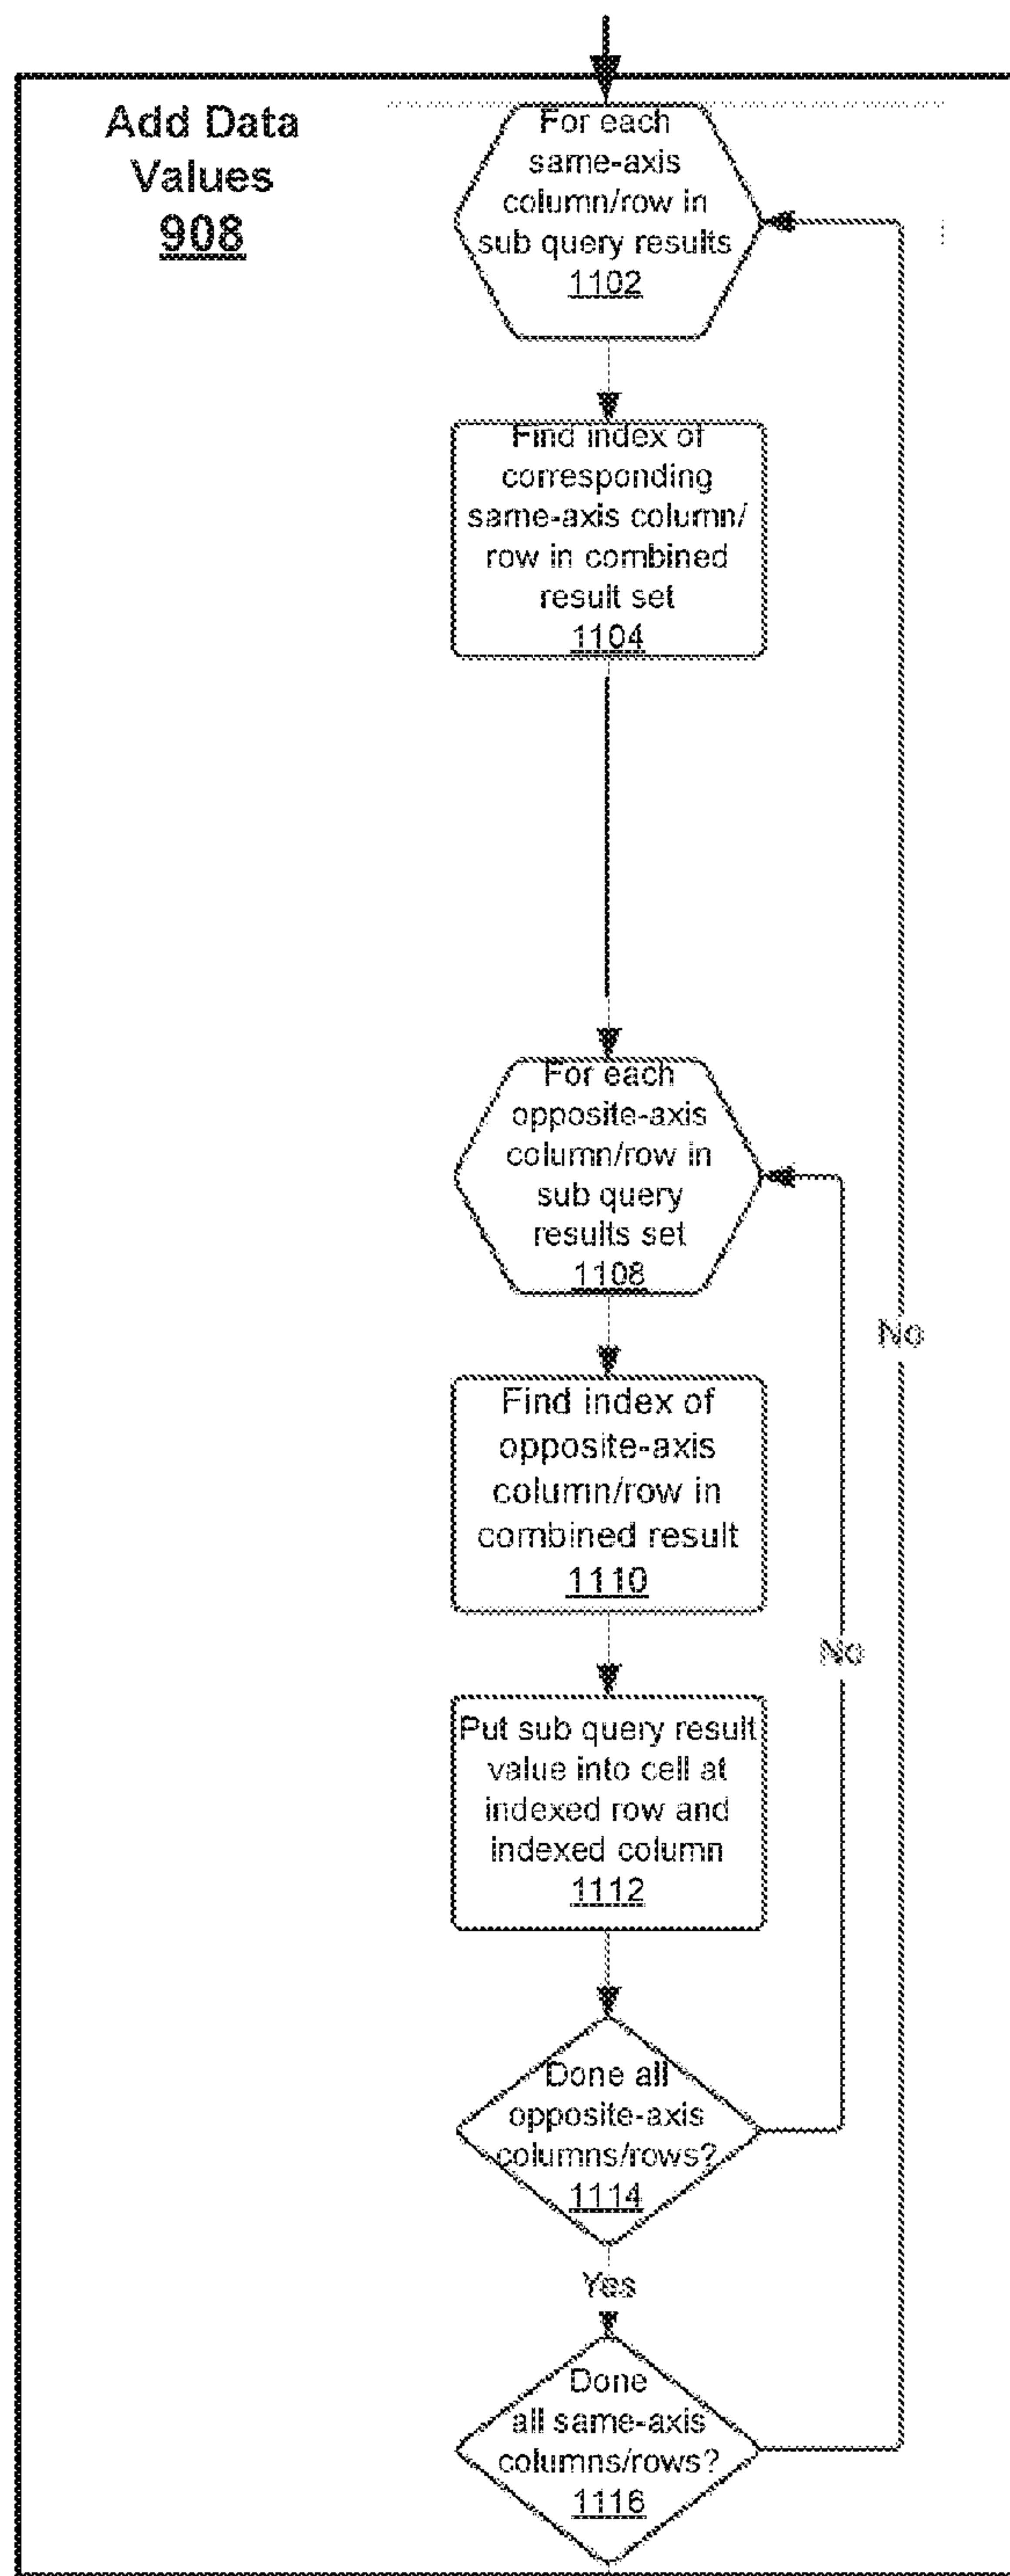 Add Data
Values
908
For each
same-axis
column/row in
sub query results
1102
Find index of
corresponding
same-axis column/
row in combined
result set
1104
For each
opposite-axis
column/row in
sub query
results set
1108
No
Find index of
opposite-axis
column/row in
combined result
1110
No
Put sub query result
value into cell at
indexed row and
indexed column
1112
Done all
opposite-axis
columns/rows?
1114
Yes
Done
all same-axis
columns/rows?
1116